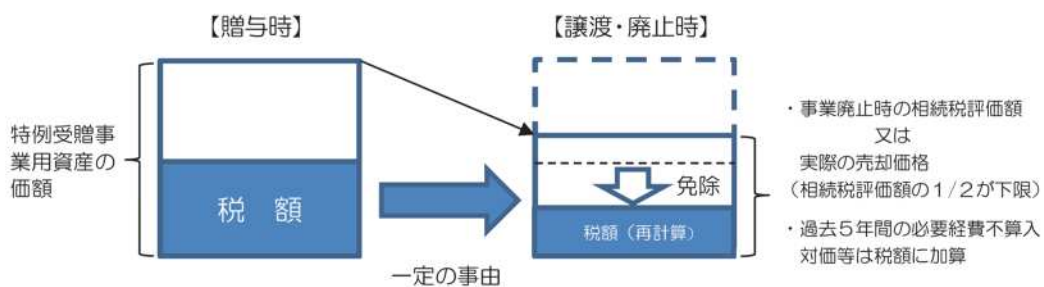 【贈与時】
【譲渡・廃止時】
特例受贈事
業用資産の
価額
税 額
一定の事由
免除
税額（再計算）
・事業廃止時の相続税評価額
又は
実際の売却価格
（相続税評価額の１／２が下限）
・過去５年間の必要経費不算入
対価等は税額に加算